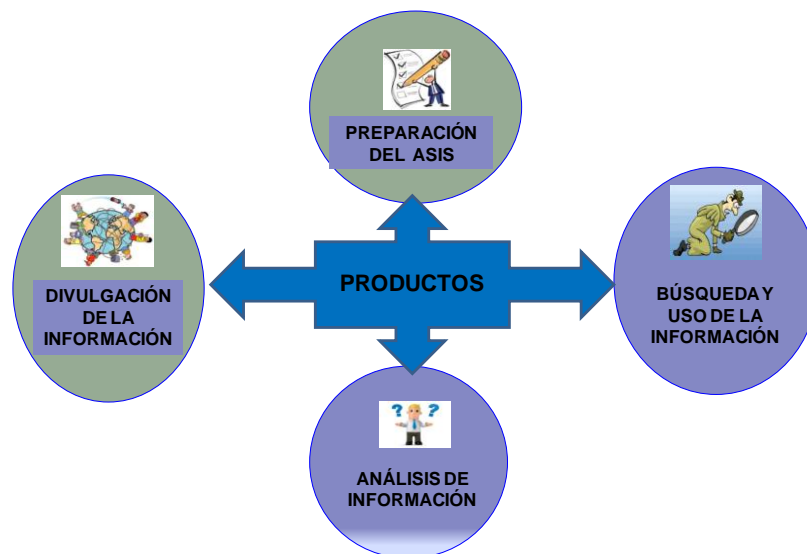 PREPARACIÓN
DEL ASIS
PRODUCTOS
DIVULGACIÓN
DE LA
INFORMACIÓN
BÚSQUEDA Y
USO DE LA
INFORMACIÓN
? ?
ANÁLISIS DE
INFORMACIÓN